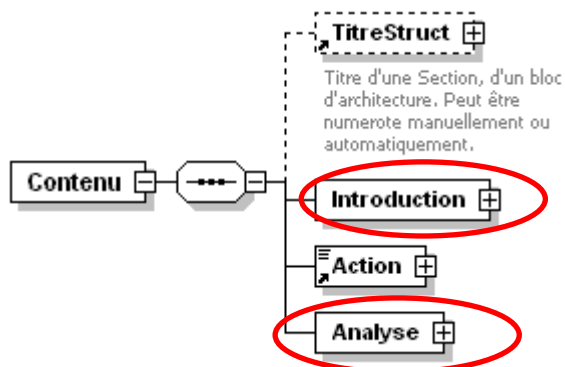 TitreStruct
Titre d'une Section, d'un bloc
d'architecture. Peut être
numerote manuellement ou
automatiquement.
Contenu
Introduction
Action
Analyse